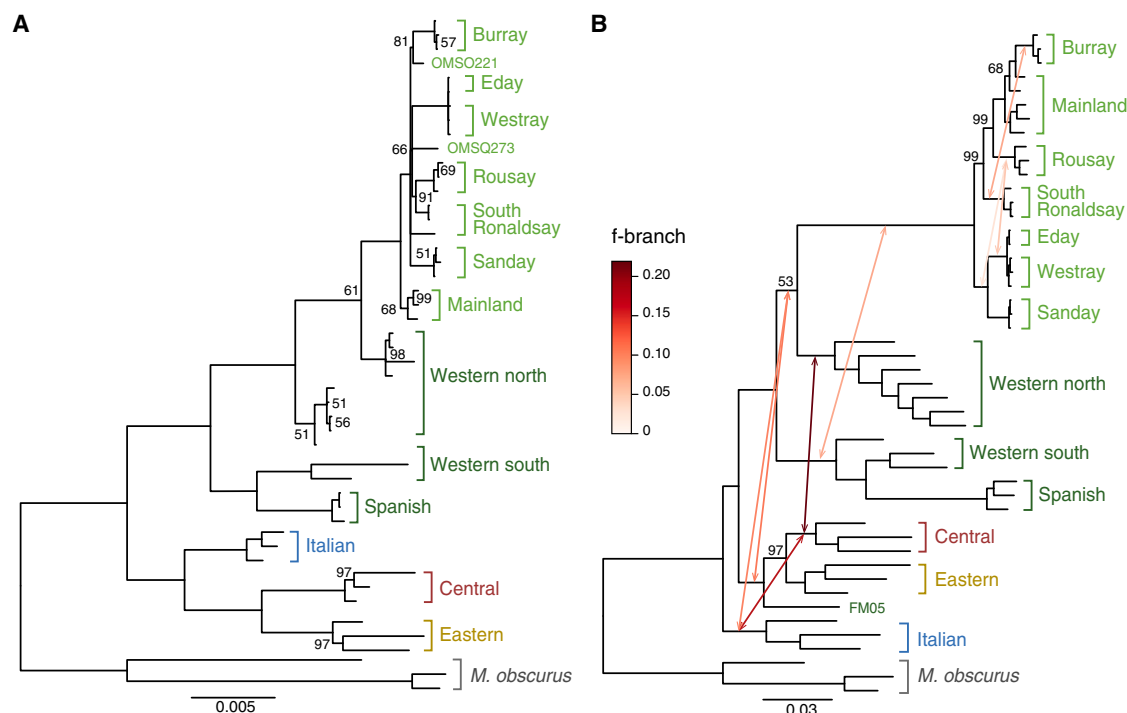 A
81
57
Burray
OMSO221
Eday
Westray
66
OMSQ273
69
Rousay
91
South
Ronaldsay
51
Sanday
99
68
Mainland
61
98
Western north
51
56
51
Western south
Spanish
Italian
97
Central
97
Eastern
M. obscurus
0.005
B
68
Burray
Mainland
99
99
Rousay
South
Ronaldsay
Eday
Westray
Sanday
f-branch
0.20
0.15
0.10
0.05
0
53
Western north
Western south
Spanish
97
Central
Eastern
FM05
Italian
M. obscurus
0.03